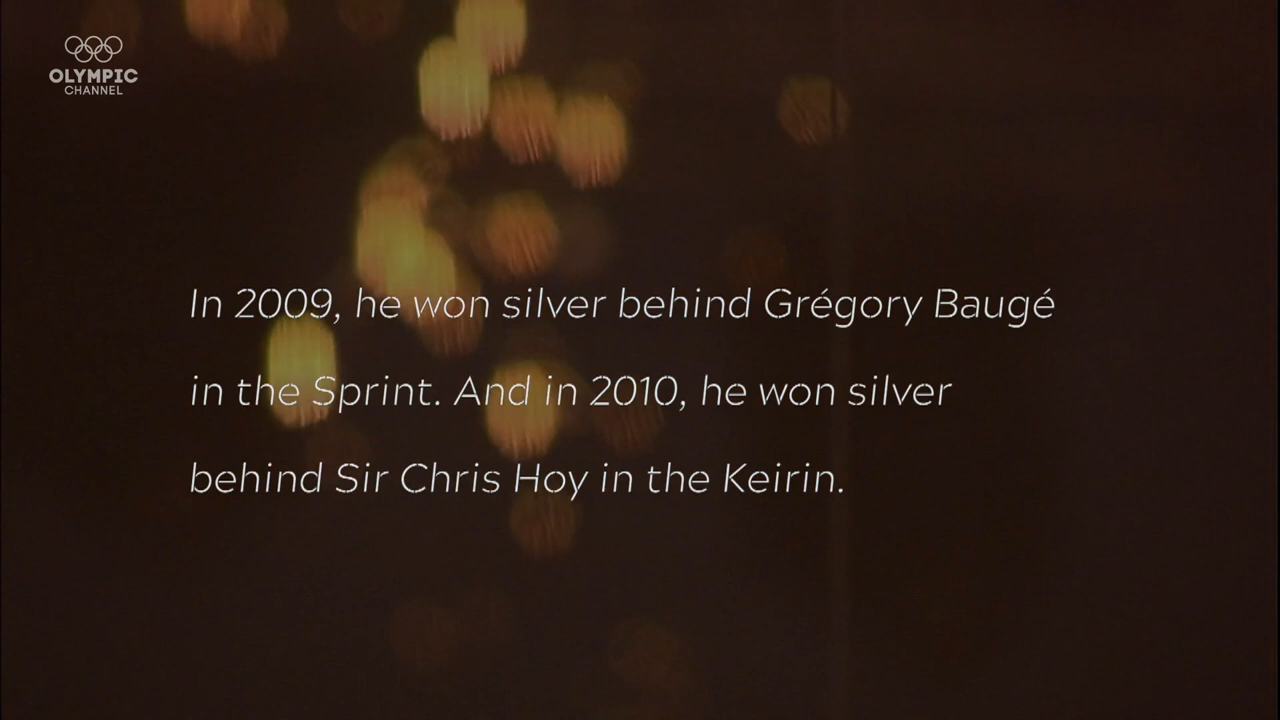 OLYMPIC
CHANNEL
In 2009, he won silver behind Grégory Baugé
in the Sprint. And in 2010, he won silver
behind Sir Chris Hoy in the Keirin.